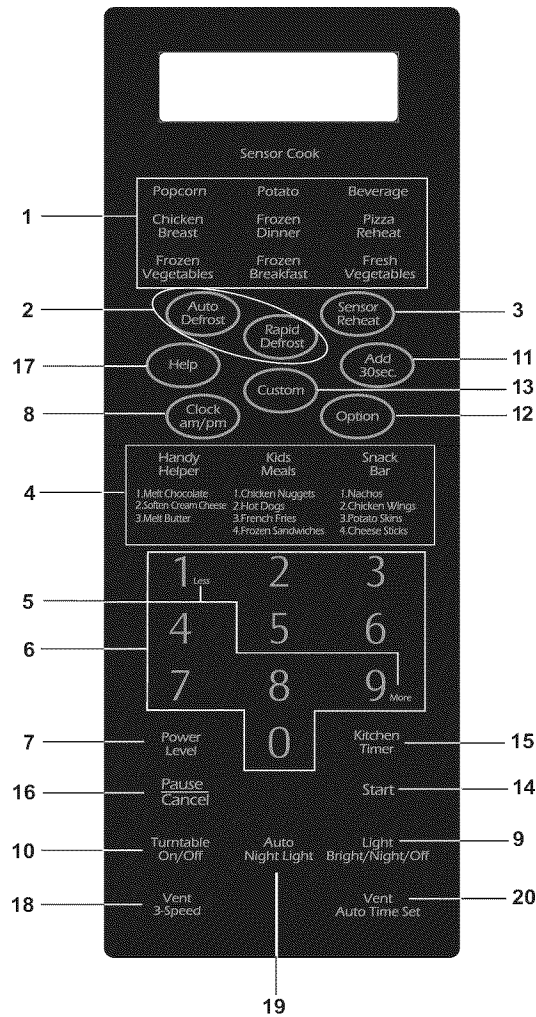 Sensor Cook
Popcorn Potato Beverage
Chicken Frozen Pizza
Breast Dinner Reheat
1
Frozen Frozen Fresh
Vegetables Breakfast Vegetables
2 Auto Sensor 3
Defrost Reheat
Rapid
Defrost
17 Help Add 11
30sec.
Custom 13
8 Clock Option 12
am/pm
Handy Kids Snack
Helper Meals Bar
4
1.Melt Chocolate 1.Chicken Nuggets 1.Nachos
2.Soften Cream Cheese 2.Hot Dogs 2.Chicken Wings
3.Melt Butter 3.French Fries 3.Potato Skins
4.Frozen Sandwiches 4.Cheese Sticks
1 Less 2 3
5
4 5 6
6
7 8 9 More
7 Power Kitchen 15
Level Timer
0
16 Pause Start 14
Cancel
10 Turntable Auto Light 9
On/Off Night Light Bright/Night/Off
18 Vent Vent 20
3-Speed Auto Time Set
19